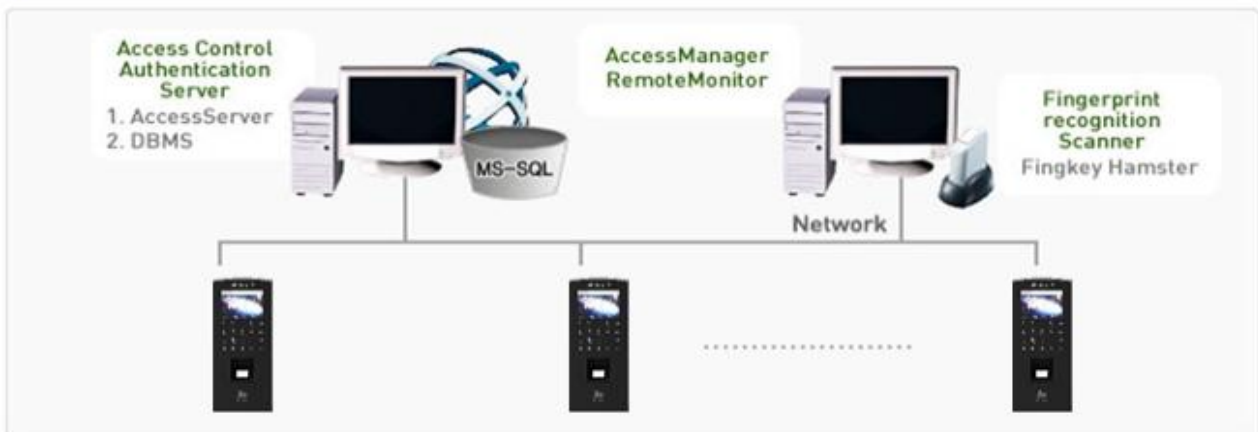 Access Control
Authentication
Server
1. AccessServer
2. DBMS
MS-SQL
AccessManager
RemoteMonitor
Fingerprint
recognition
Scanner
Fingkey Hamster
Network